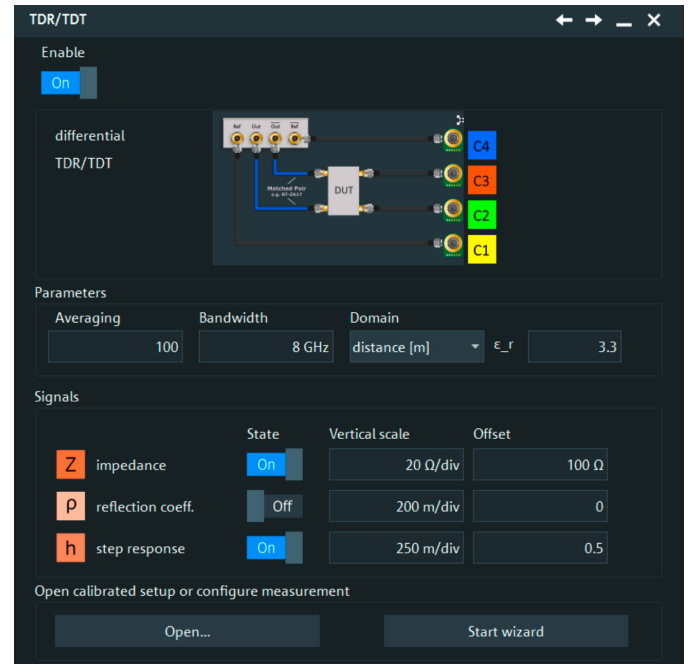 TDR/TDT
Enable
On
differential
TDR/TDT
Ref Out Out Ref
C4
C3
Matched Pair
e.g. RT-ZA17
DUT
C2
C1
Parameters
Averaging Bandwidth Domain
100 8 GHz distance [m] ε_r 3.3
Signals
State Vertical scale Offset
Z impedance On 20 Ω/div 100 Ω
ρ reflection coeff. Off 200 m/div 0
h step response On 250 m/div 0.5
Open calibrated setup or configure measurement
Open... Start wizard